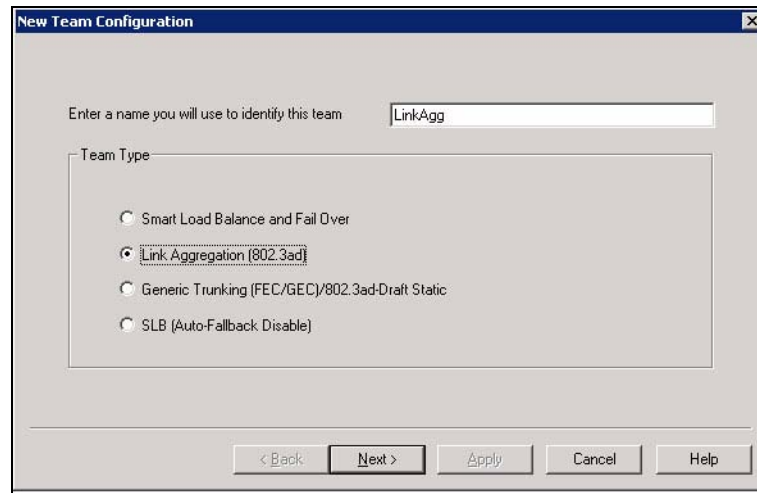 New Team Configuration
Enter a name you will use to identify this team LinkAgg
Team Type
Smart Load Balance and Fail Over
Link Aggregation (802.3ad)
Generic Trunking (FEC/GEC)/802.3ad-Draft Static
SLB (Auto-Fallback Disable)
< Back Next > Apply Cancel Help